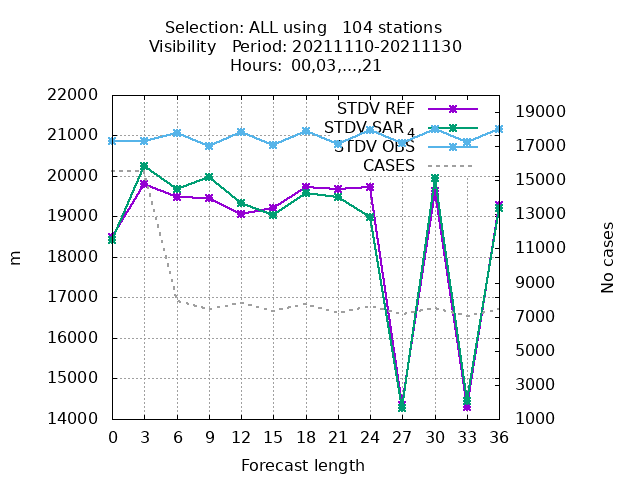 Selection: ALL using   104 stations
Visibility   Period: 20211110-20211130
Hours:  00,03,...,21
22000
21000
20000
19000
18000
17000
16000
15000
14000
m
STDV REF
STDV SAR 4
STDV OBS
CASES
19000
17000
15000
13000
11000
9000
7000
5000
3000
1000
No cases
0 3 6 9 12 15 18 21 24 27 30 33 36
Forecast length